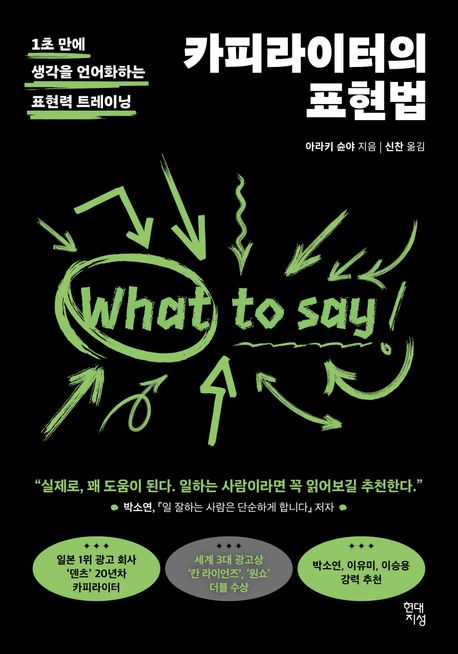 1초 만에
생각을 언어화하는
표현력 트레이닝
카피라이터의
표현법
아라키 슌야 지음 | 신찬 옮김
What to say!
“실제로, 꽤 도움이 된다. 일하는 사람이라면 꼭 읽어보길 추천한다.”
박소연, 『일 잘하는 사람은 단순하게 합니다』 저자
일본 1위 광고 회사
‘덴츠’ 20년차
카피라이터
세계 3대 광고상
‘칸 라이언즈’, ‘원쇼’
더블 수상
박소연, 이유미, 이승용
강력 추천
현대
지성